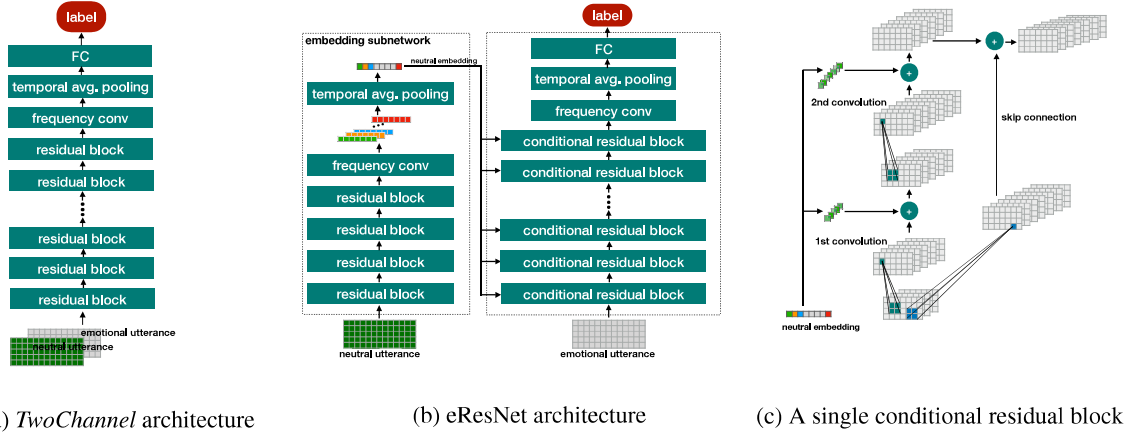 label
FC
temporal avg. pooling
frequency conv
residual block
residual block
residual block
residual block
residual block
emotional utterance
neutral utterance
embedding subnetwork
neutral embedding
temporal avg. pooling
frequency conv
residual block
residual block
residual block
residual block
neutral utterance
label
FC
temporal avg. pooling
frequency conv
conditional residual block
conditional residual block
conditional residual block
conditional residual block
conditional residual block
emotional utterance
+
+
2nd convolution
skip connection
+
1st convolution
neutral embedding
) TwoChannel architecture
(b) eResNet architecture
(c) A single conditional residual block